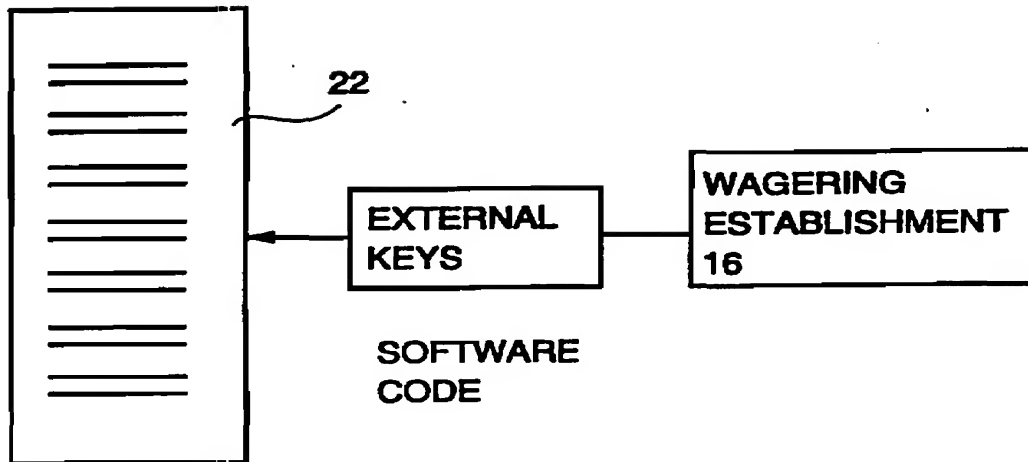 22
EXTERNAL
KEYS
WAGERING
ESTABLISHMENT
16
SOFTWARE
CODE